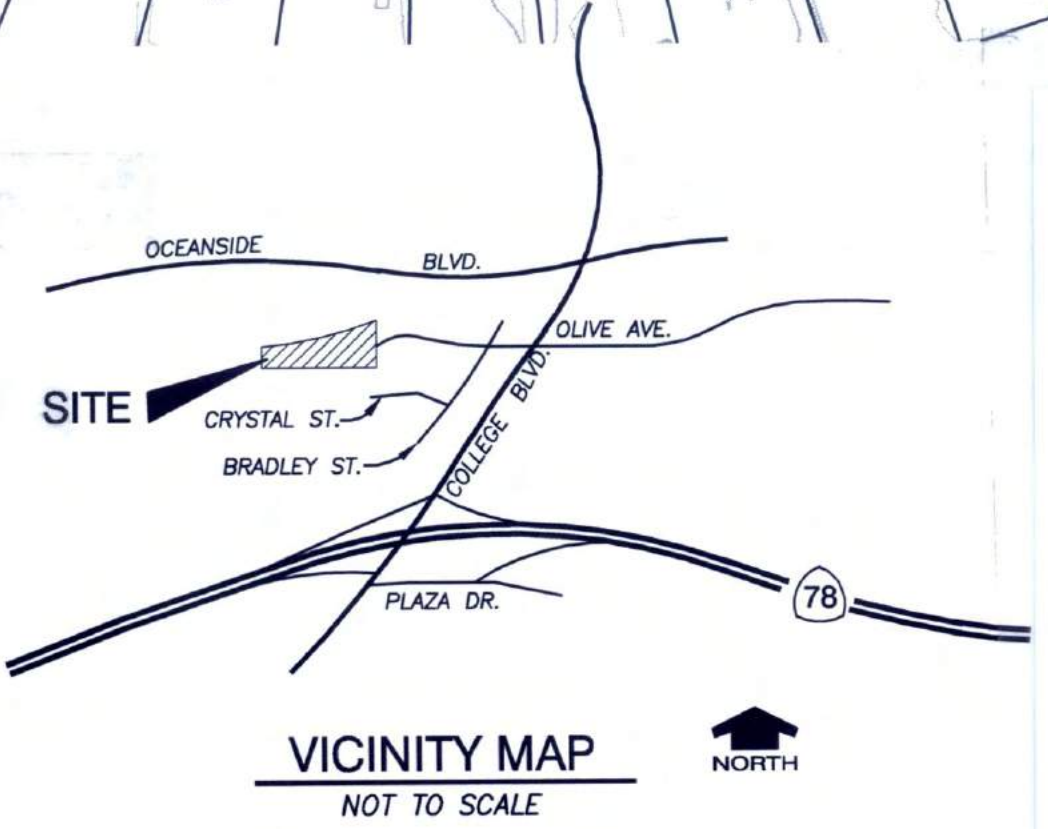 OCEANSIDE BLVD.
OLIVE AVE.
SITE
CRYSTAL ST.
BRADLEY ST.
COLLEGE BLVD.
PLAZA DR.
78
VICINITY MAP
NORTH
NOT TO SCALE